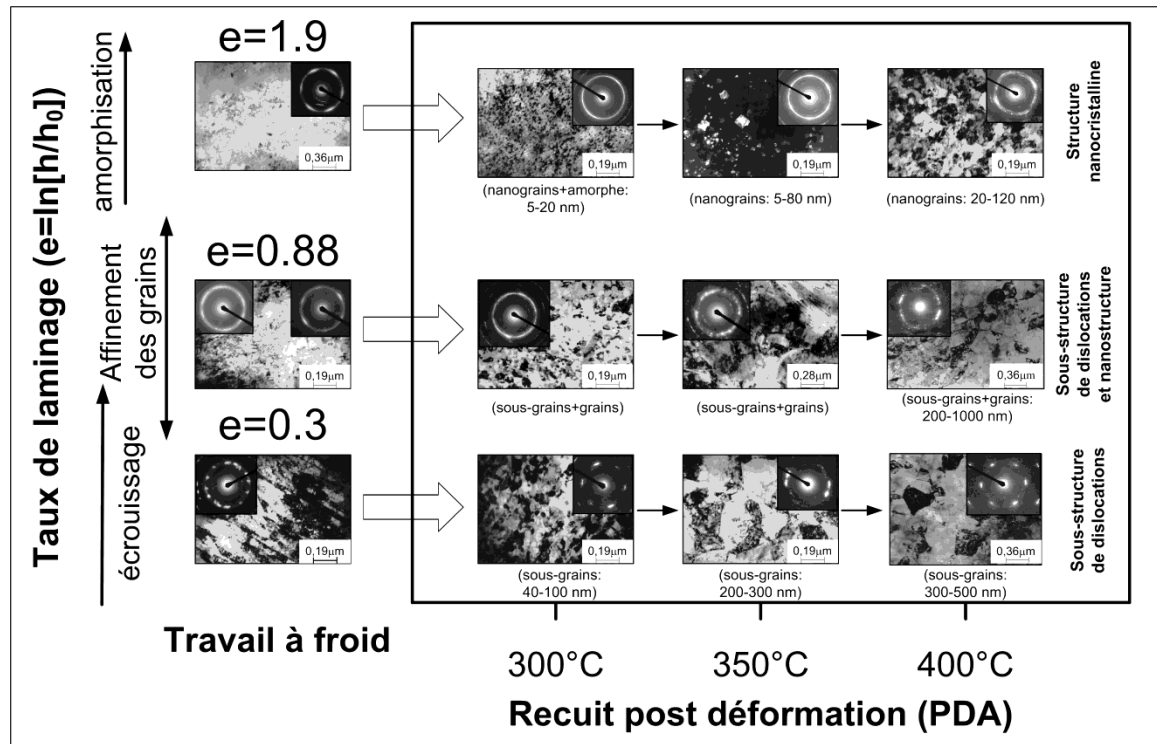 Taux de laminage (e=ln[h/h0])
amorphisation
Affinement
des grains
écrouissage
e=1.9
0,36µm
0,19µm
0,19µm
0,19µm
(nanograins+amorphe:
5-20 nm)
(nanograins: 5-80 nm)
(nanograins: 20-120 nm)
Structure
nanocristalline
e=0.88
0,19µm
0,19µm
0,28µm
0,36µm
(sous-grains+grains)
(sous-grains+grains)
(sous-grains+grains:
200-1000 nm)
Sous-structure
de dislocations
et nanostructure
e=0.3
0,19µm
0,19µm
0,19µm
0,36µm
(sous-grains:
40-100 nm)
(sous-grains:
200-300 nm)
(sous-grains:
300-500 nm)
Sous-structure
de dislocations
Travail à froid
300°C
350°C
400°C
Recuit post déformation (PDA)